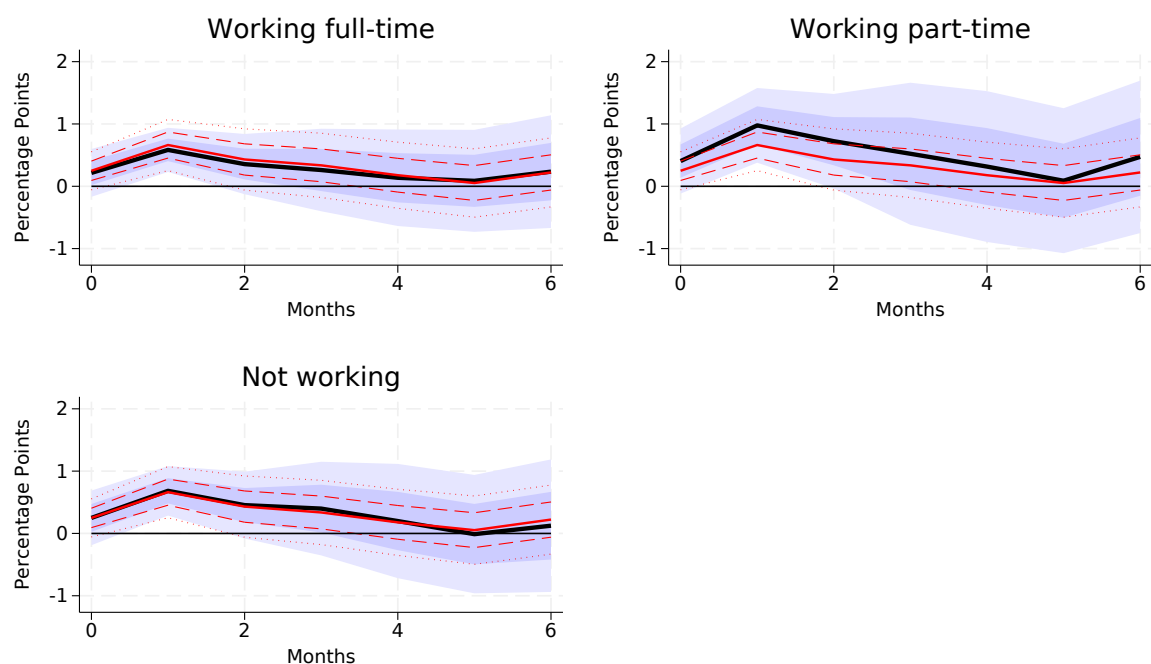 Working full-time
Percentage Points
2
1
0
-1
0 2 4 6
Months
Working part-time
Percentage Points
2
1
0
-1
0 2 4 6
Months
Not working
Percentage Points
2
1
0
-1
0 2 4 6
Months